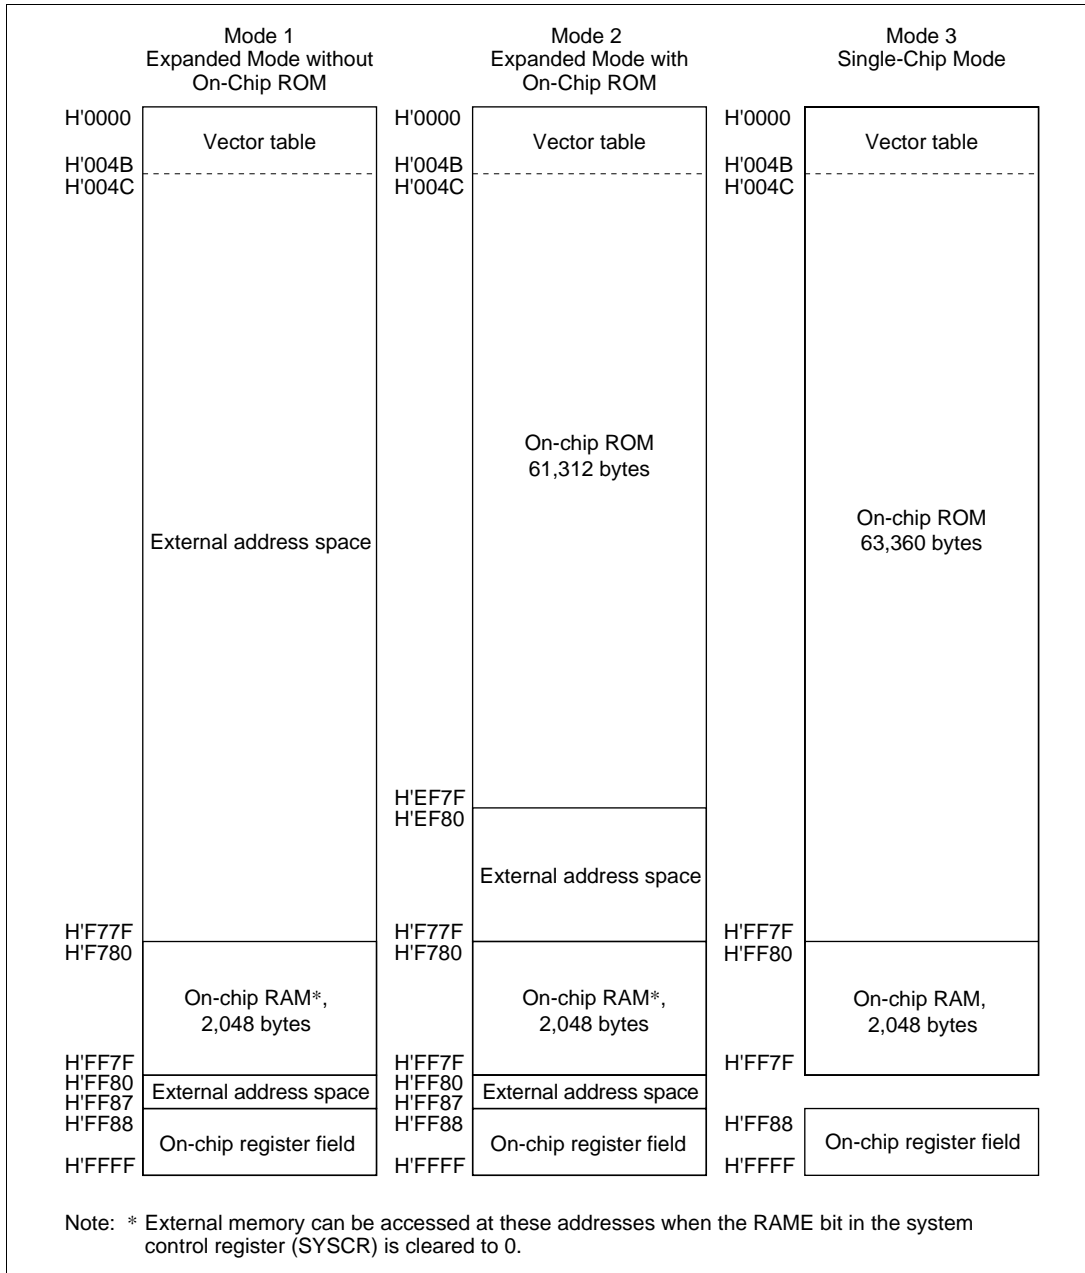 Mode 1
Expanded Mode without
On-Chip ROM
H'0000
Vector table
H'004B
H'004C
External address space
H'F77F
H'F780
On-chip RAM*,
2,048 bytes
H'FF7F
H'FF80
External address space
H'FF87
H'FF88
On-chip register field
H'FFFF
Mode 2
Expanded Mode with
On-Chip ROM
H'0000
Vector table
H'004B
H'004C
On-chip ROM
61,312 bytes
H'EF7F
H'EF80
External address space
H'F77F
H'F780
On-chip RAM*,
2,048 bytes
H'FF7F
H'FF80
External address space
H'FF87
H'FF88
On-chip register field
H'FFFF
Mode 3
Single-Chip Mode
H'0000
Vector table
H'004B
H'004C
On-chip ROM
63,360 bytes
H'FF7F
H'FF80
On-chip RAM,
2,048 bytes
H'FF7F
H'FF88
On-chip register field
H'FFFF
Note: * External memory can be accessed at these addresses when the RAME bit in the system
control register (SYSCR) is cleared to 0.